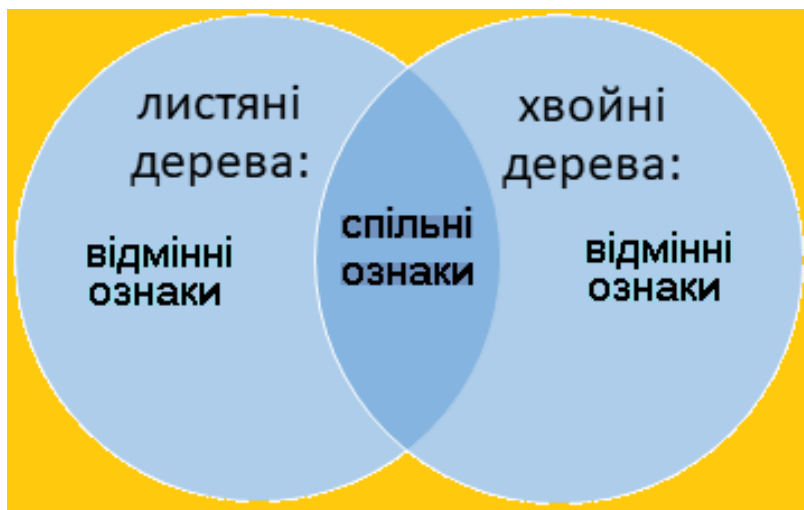 листяні
дерева:
відмінні
ознаки
спільні
ознаки
хвойні
дерева:
відмінні
ознаки